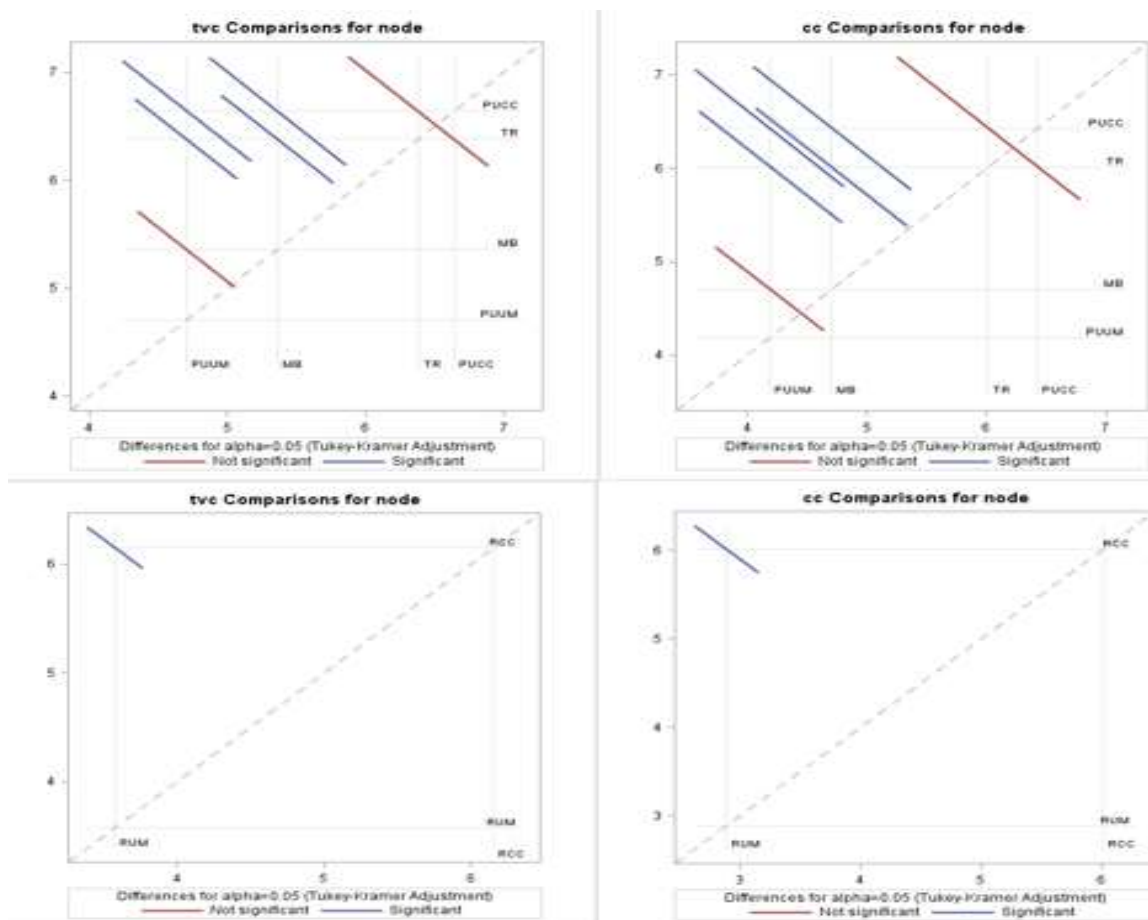 tvc Comparisons for node
7
6
5
4
PUCC
TR
MB
PUUM
PUUM MB TR PUCC
4 5 6 7
Differences for alpha=0.05 (Tukey-Kramer Adjustment)
Not significant Significant
cc Comparisons for node
7
6
5
4
PUCC
TR
MB
PUUM
PUUM MB TR PUCC
4 5 6 7
Differences for alpha=0.05 (Tukey-Kramer Adjustment)
Not significant Significant
tvc Comparisons for node
6
5
4
RCC
RUM
RUM RCC
4 5 6
Differences for alpha=0.05 (Tukey-Kramer Adjustment)
Not significant Significant
cc Comparisons for node
6
5
4
3
RCC
RUM
RUM RCC
3 4 5 6
Differences for alpha=0.05 (Tukey-Kramer Adjustment)
Not significant Significant